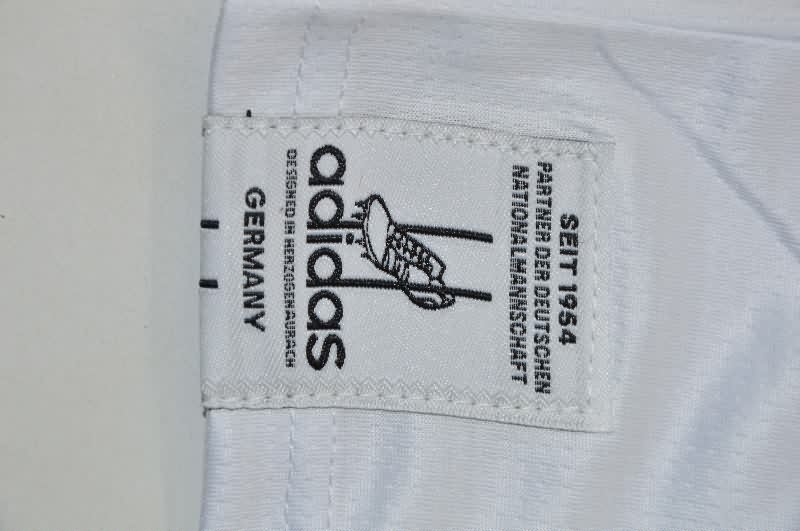 SEIT 1954
PARTNER DER DEUTSCHEN
NATIONALMANNSCHAFT
adidas
DESIGNED IN HERZOGENAURACH
GERMANY